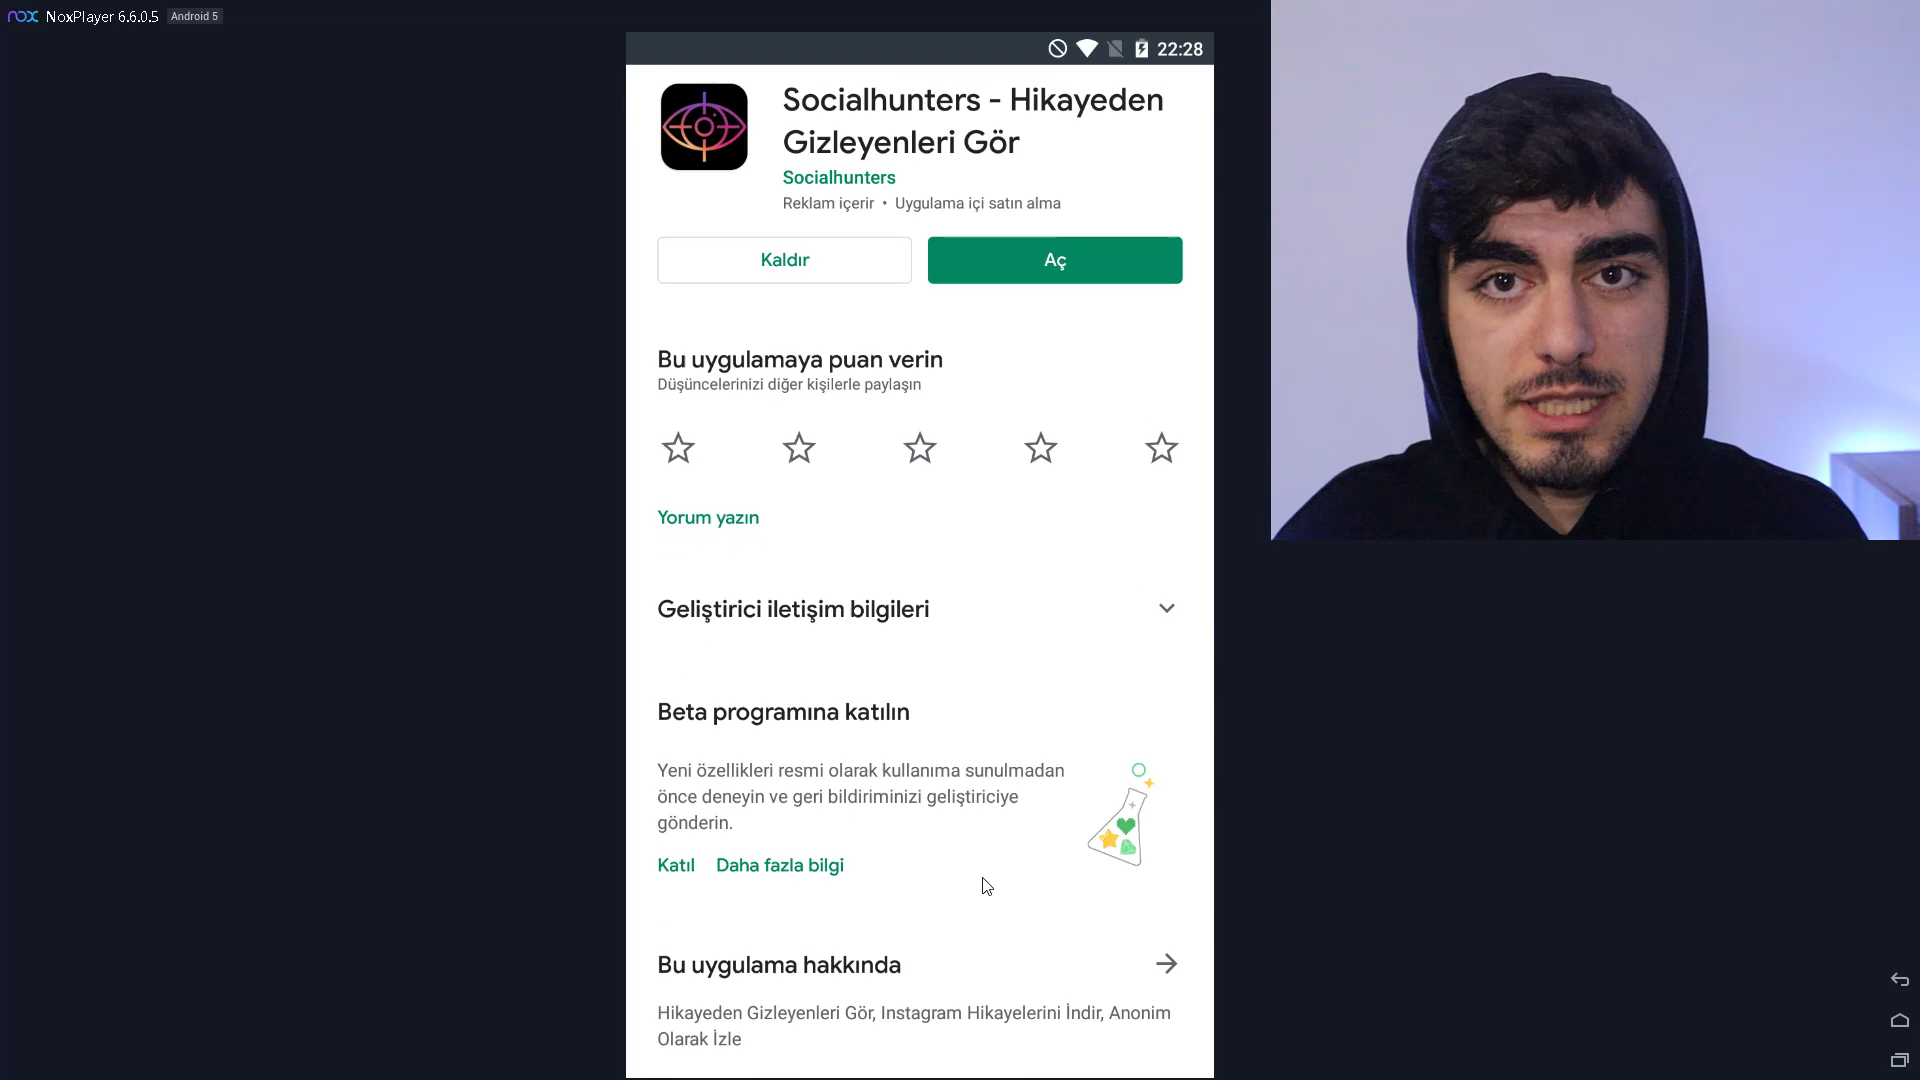 nox NoxPlayer 6.6.0.5 Android 5
22:28
Socialhunters - Hikayeden
Gizleyenleri Gör
Socialhunters
Reklam içerir • Uygulama içi satın alma
Kaldır
Aç
Bu uygulamaya puan verin
Düşüncelerinizi diğer kişilerle paylaşın
Yorum yazın
Geliştirici iletişim bilgileri
Beta programına katılın
Yeni özellikleri resmi olarak kullanıma sunulmadan
önce deneyin ve geri bildiriminizi geliştiriciye
gönderin.
Katıl Daha fazla bilgi
Bu uygulama hakkında
Hikayeden Gizleyenleri Gör, Instagram Hikayelerini İndir, Anonim
Olarak İzle